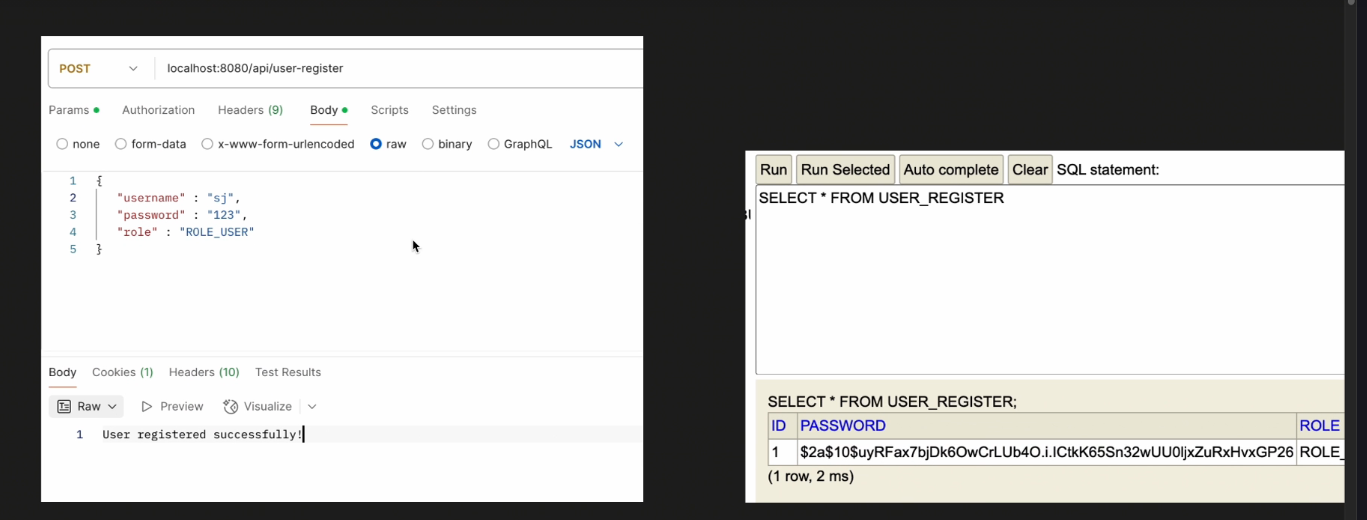 POST localhost:8080/api/user-register
Params Authorization Headers (9) Body Scripts Settings
none form-data x-www-form-urlencoded raw binary GraphQL JSON
1 {
2 "username" : "sj",
3 "password" : "123",
4 "role" : "ROLE_USER"
5 }
Body Cookies (1) Headers (10) Test Results
Raw Preview Visualize
1 User registered successfully!
Run Run Selected Auto complete Clear SQL statement:
SELECT * FROM USER_REGISTER
SELECT * FROM USER_REGISTER;
ID PASSWORD ROLE
1 $2a$10$uyRFax7bjDk6OwCrLUb4O.i.ICtkK65Sn32wUU0ljxZuRxHvxGP26 ROLE_
(1 row, 2 ms)